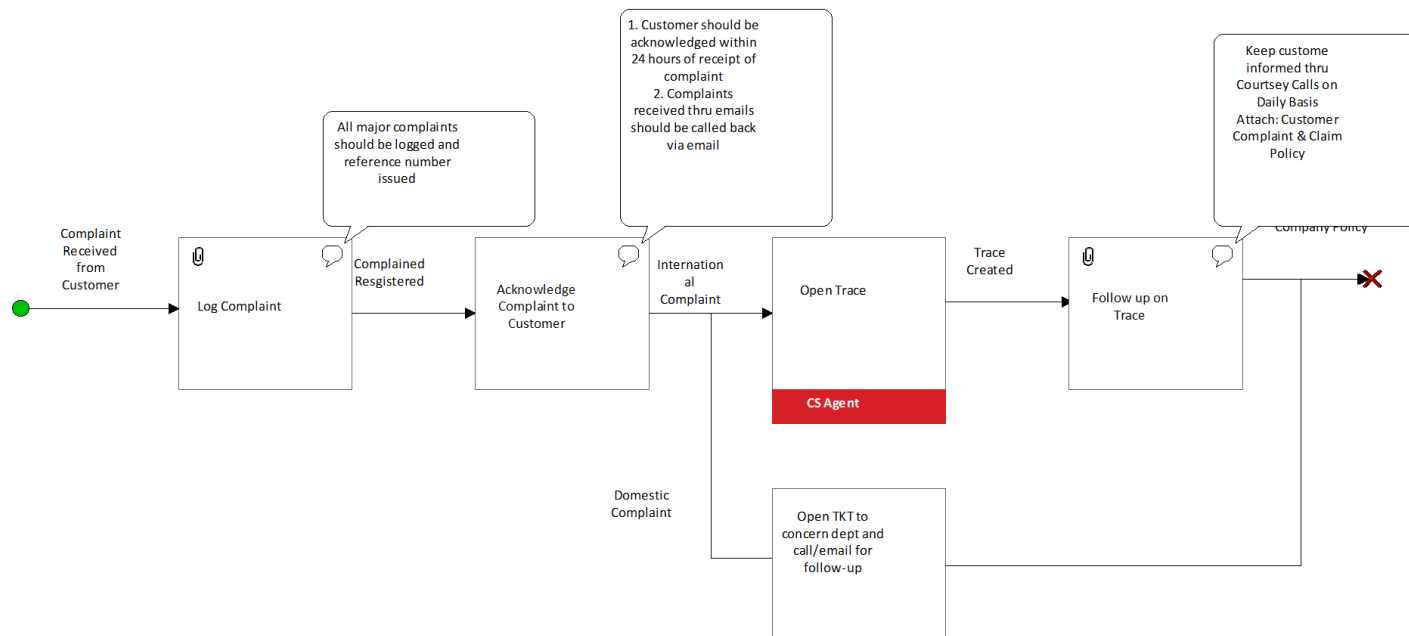 1. Customer should be
acknowledged within
24 hours of receipt of
complaint
2. Complaints
received thru emails
should be called back
via email
Keep custome
informed thru
Courtsey Calls on
Daily Basis
Attach: Customer
Complaint & Claim
Policy
All major complaints
should be logged and
reference number
issued
Complaint
Received
from
Customer
Log Complaint
Complained
Resgistered
Acknowledge
Complaint to
Customer
Internation
al
Complaint
Open Trace
CS Agent
Trace
Created
Follow up on
Trace
Company Policy
Domestic
Complaint
Open TKT to
concern dept and
call/email for
follow-up